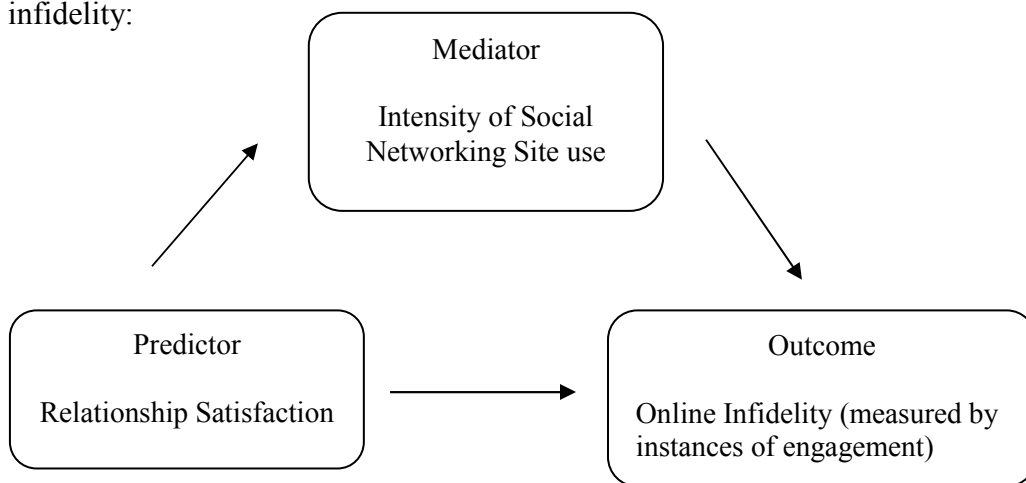 infidelity:
Mediator
Intensity of Social
Networking Site use
Predictor
Relationship Satisfaction
Outcome
Online Infidelity (measured by
instances of engagement)